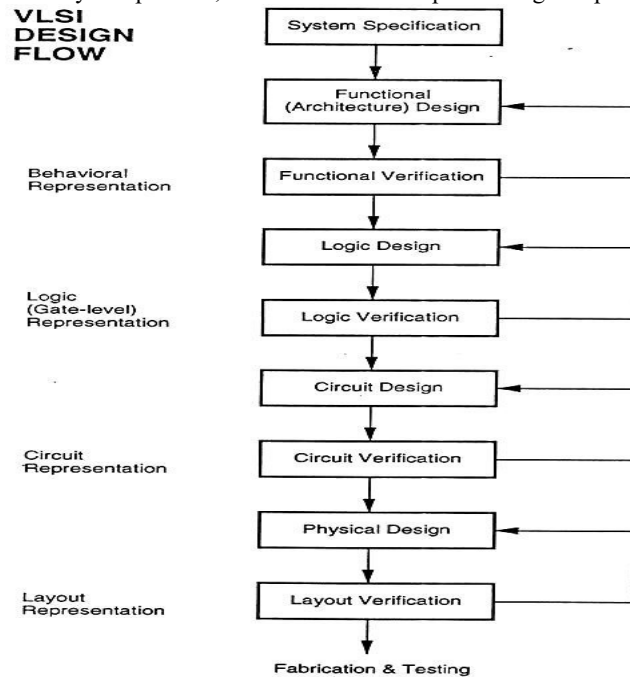 VLSI
DESIGN
FLOW
System Specification
Functional
(Architecture) Design
Behavioral
Representation
Functional Verification
Logic Design
Logic
(Gate-level)
Representation
Logic Verification
Circuit Design
Circuit
Representation
Circuit Verification
Physical Design
Layout
Representation
Layout Verification
Fabrication & Testing